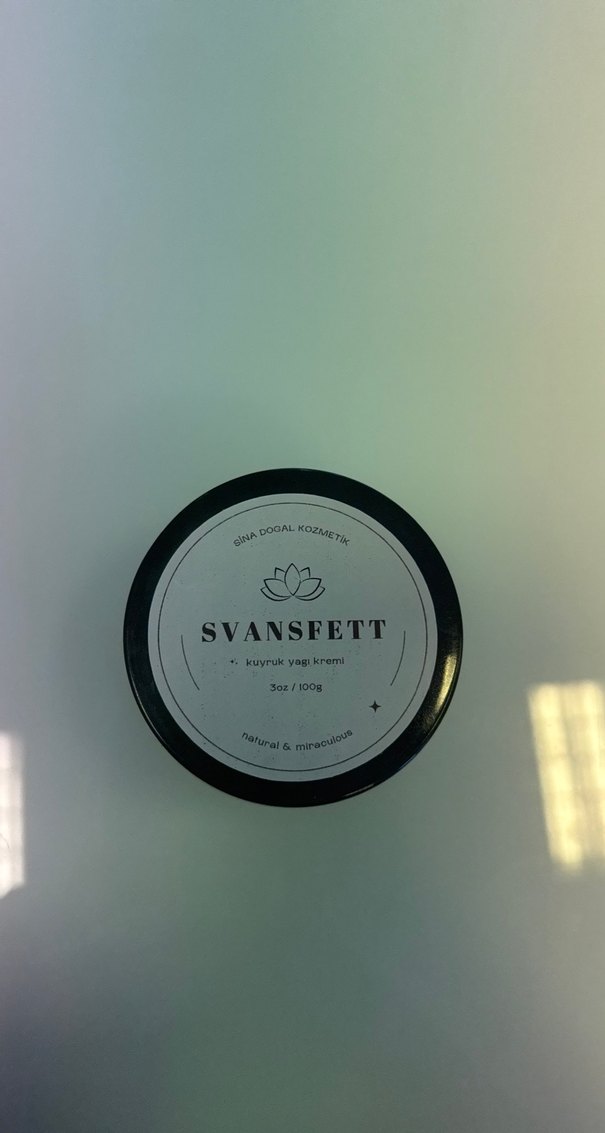 SİNA DOGAL KOZMETİK
SVANSFETT
kuyruk yagı kremi
3oz / 100g
natural & miraculous